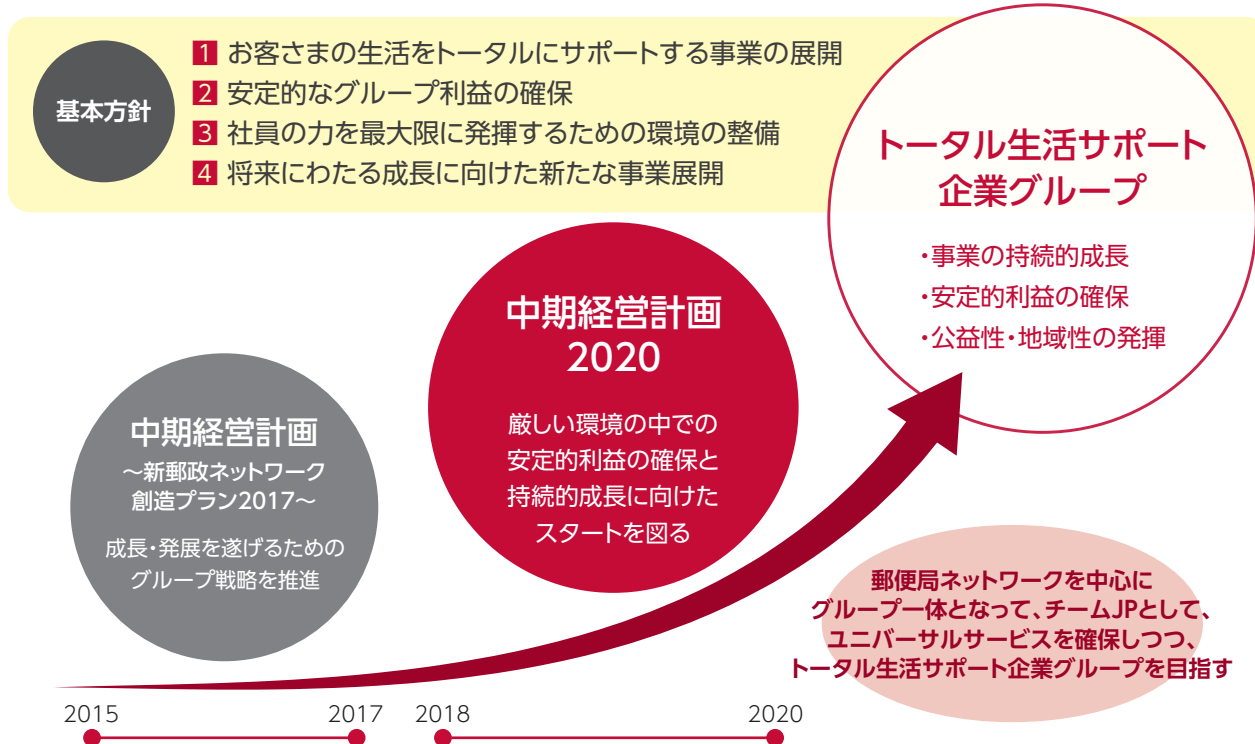 基本方針
1 お客さまの生活をトータルにサポートする事業の展開
2 安定的なグループ利益の確保
3 社員の力を最大限に発揮するための環境の整備
4 将来にわたる成長に向けた新たな事業展開
トータル生活サポート
企業グループ
・事業の持続的成長
・安定的利益の確保
・公益性・地域性の発揮
中期経営計画
2020
厳しい環境の中での
安定的利益の確保と
持続的成長に向けた
スタートを図る
中期経営計画
～新郵政ネットワーク
創造プラン2017～
成長・発展を遂げるための
グループ戦略を推進
郵便局ネットワークを中心に
グループ一体となって、チームJPとして、
ユニバーサルサービスを確保しつつ、
トータル生活サポート企業グループを目指す
2015 2017 2018 2020